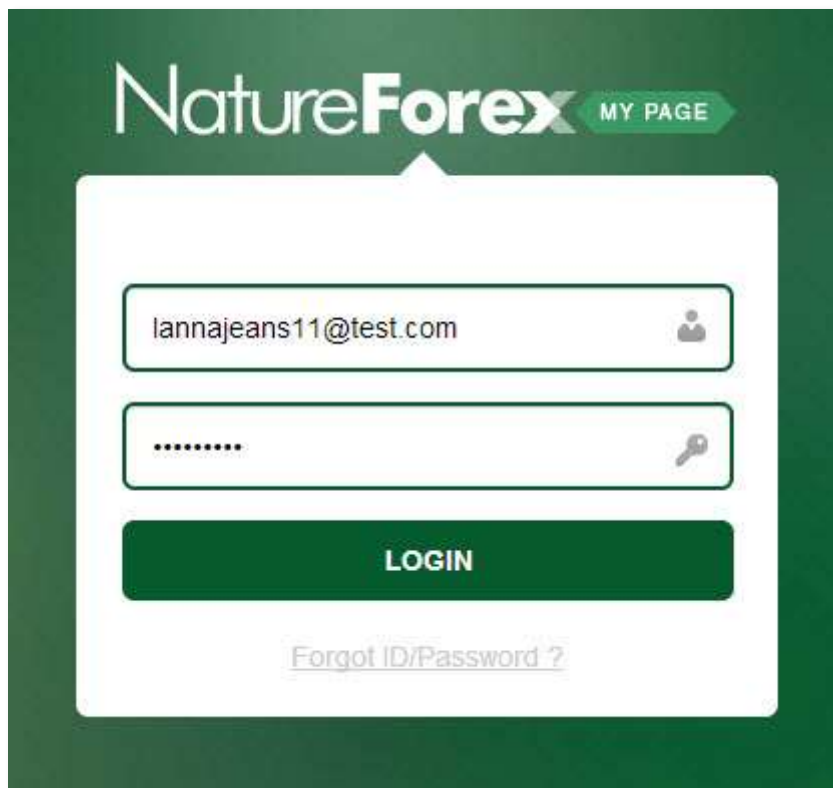 NatureForex MY PAGE
lannajeans11@test.com
•••••••••
LOGIN
Forgot ID/Password ?